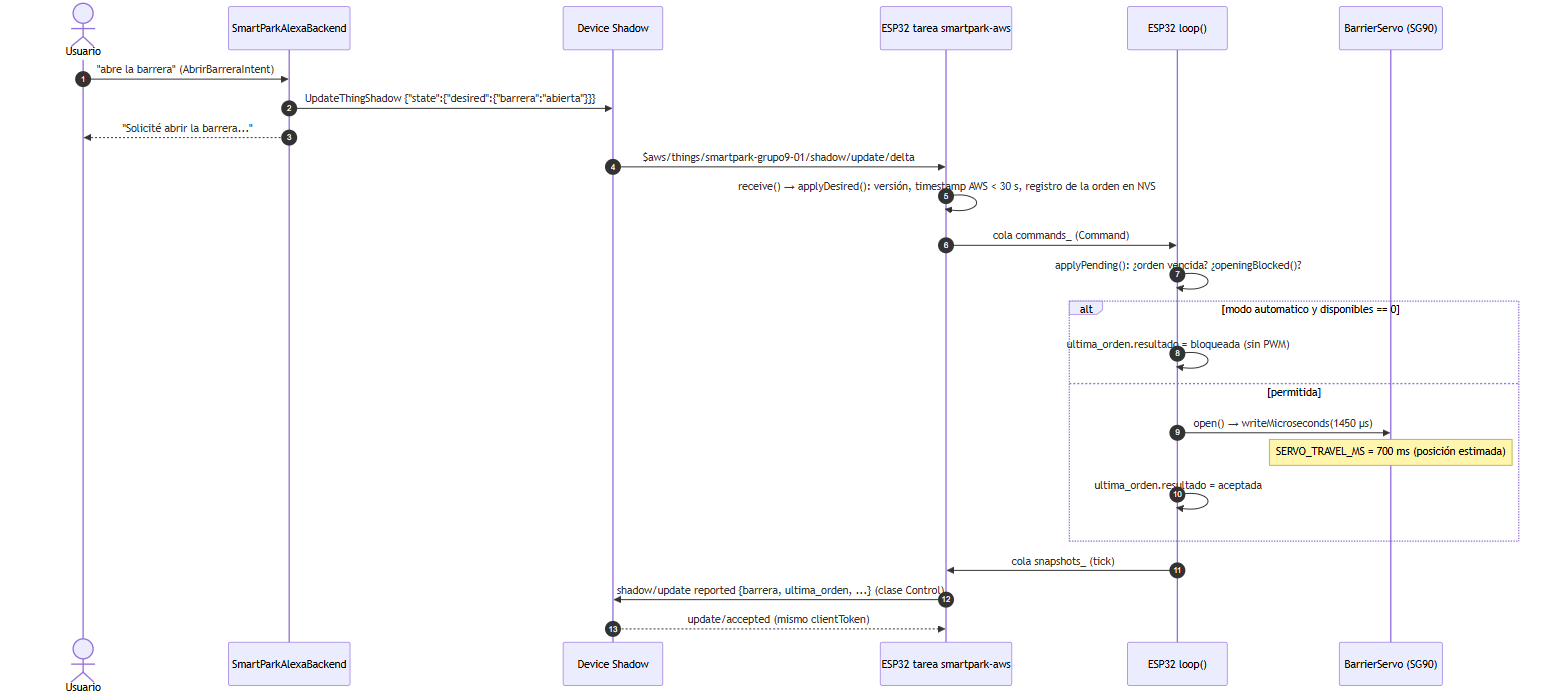 SmartParkAlexaBackend
Device Shadow
ESP32 tarea smartpark-aws
ESP32 loop()
BarrierServo (SG90)
Usuario
"abre la barrera" (AbrirBarreraIntent)
1
UpdateThingShadow {"state":{"desired":{"barrera":"abierta"}}}
2
"Solicité abrir la barrera..."
3
$aws/things/smartpark-grupo9-01/shadow/update/delta
4
receive() → applyDesired(): versión, timestamp AWS < 30 s, registro de la orden en NVS
5
cola commands_ (Command)
6
applyPending(): ¿orden vencida? ¿openingBlocked()?
7
alt
[modo automatico y disponibles == 0]
ultima_orden.resultado = bloqueada (sin PWM)
8
[permitida]
open() → writeMicroseconds(1450 µs)
9
SERVO_TRAVEL_MS = 700 ms (posición estimada)
ultima_orden.resultado = aceptada
10
cola snapshots_ (tick)
11
shadow/update reported {barrera, ultima_orden, ...} (clase Control)
12
update/accepted (mismo clientToken)
13
SmartParkAlexaBackend
Device Shadow
ESP32 tarea smartpark-aws
ESP32 loop()
BarrierServo (SG90)
Usuario